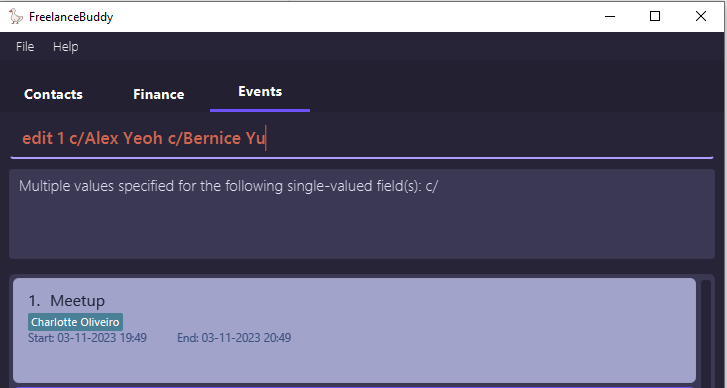 FreelanceBuddy
File Help
Contacts Finance Events
edit 1 c/Alex Yeoh c/Bernice Yu
Multiple values specified for the following single-valued field(s): c/
1. Meetup
Charlotte Oliveiro
Start: 03-11-2023 19:49 End: 03-11-2023 20:49